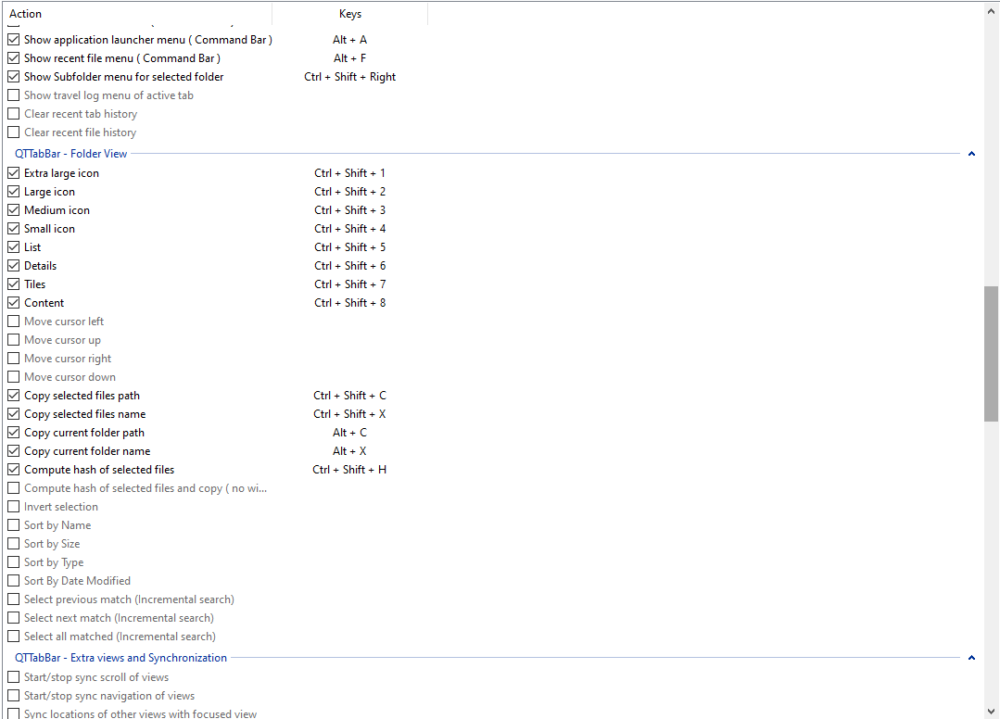 Action Keys
Show application launcher menu ( Command Bar ) Alt + A
Show recent file menu ( Command Bar ) Alt + F
Show Subfolder menu for selected folder Ctrl + Shift + Right
Show travel log menu of active tab
Clear recent tab history
Clear recent file history
QTTabBar - Folder View
Extra large icon Ctrl + Shift + 1
Large icon Ctrl + Shift + 2
Medium icon Ctrl + Shift + 3
Small icon Ctrl + Shift + 4
List Ctrl + Shift + 5
Details Ctrl + Shift + 6
Tiles Ctrl + Shift + 7
Content Ctrl + Shift + 8
Move cursor left
Move cursor up
Move cursor right
Move cursor down
Copy selected files path Ctrl + Shift + C
Copy selected files name Ctrl + Shift + X
Copy current folder path Alt + C
Copy current folder name Alt + X
Compute hash of selected files Ctrl + Shift + H
Compute hash of selected files and copy ( no wi...
Invert selection
Sort by Name
Sort by Size
Sort by Type
Sort By Date Modified
Select previous match (Incremental search)
Select next match (Incremental search)
Select all matched (Incremental search)
QTTabBar - Extra views and Synchronization
Start/stop sync scroll of views
Start/stop sync navigation of views
Sync locations of other views with focused view